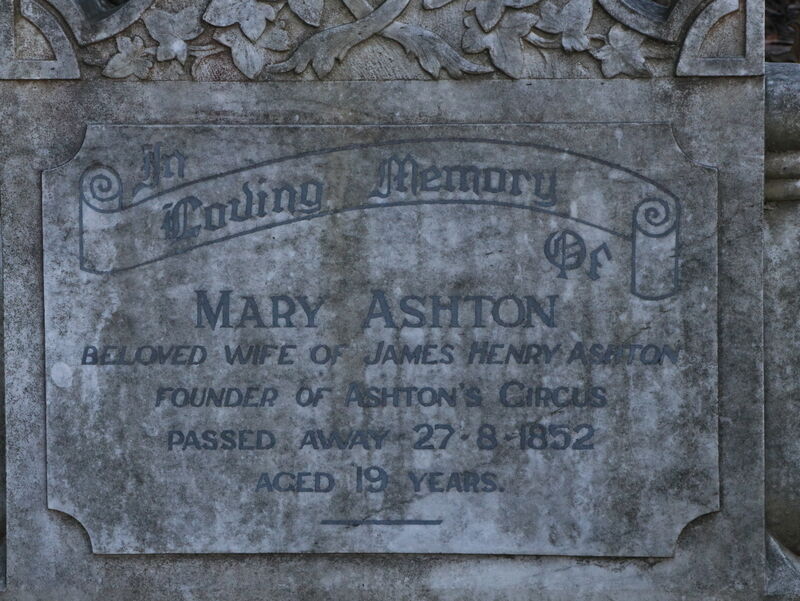 In
Loving Memory
Of
MARY ASHTON
BELOVED WIFE OF JAMES HENRY ASHTON
FOUNDER OF ASHTON'S CIRCUS
PASSED AWAY 27-8-1852
AGED 19 YEARS.